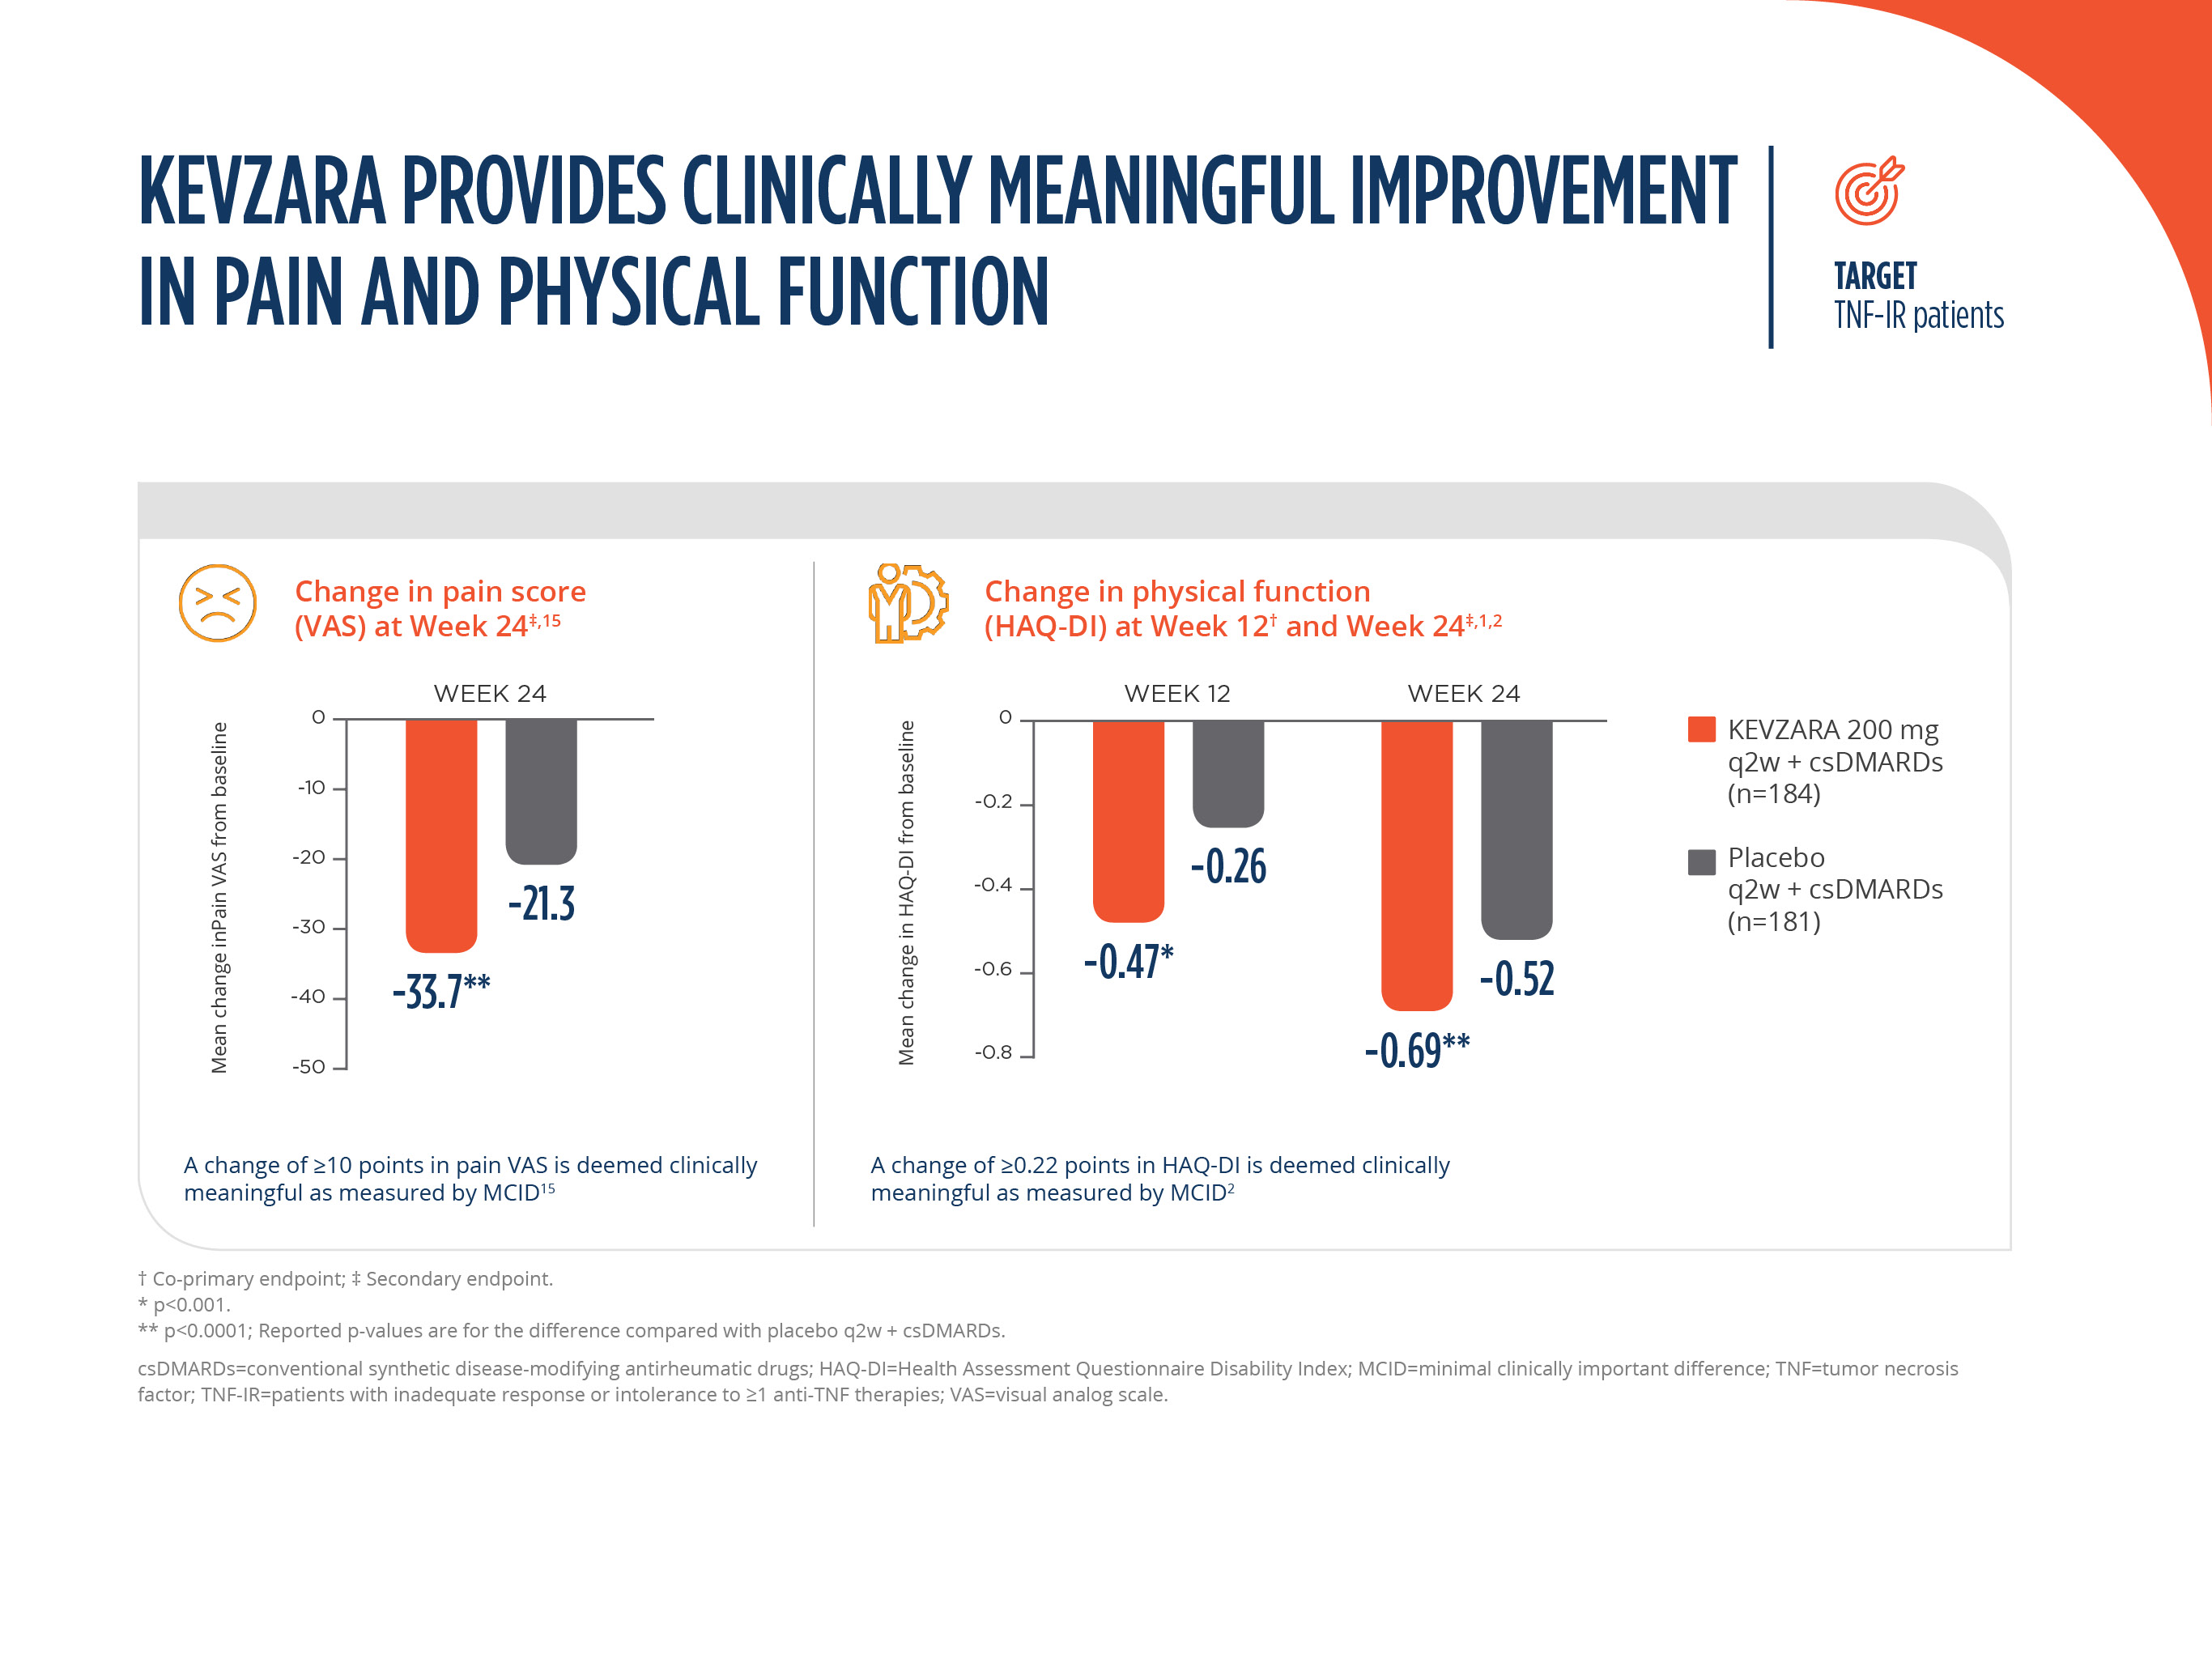 KEVZARA PROVIDES CLINICALLY MEANINGFUL IMPROVEMENT
IN PAIN AND PHYSICAL FUNCTION
TARGET
TNF-IR patients
Change in pain score
(VAS) at Week 24‡,15
WEEK 24
Mean change inPain VAS from baseline
0
-10
-20
-30
-40
-50
-33.7**
-21.3
A change of ≥10 points in pain VAS is deemed clinically
meaningful as measured by MCID15
Change in physical function
(HAQ-DI) at Week 12† and Week 24‡,1,2
WEEK 12
WEEK 24
Mean change in HAQ-DI from baseline
0
-0.2
-0.4
-0.6
-0.8
-0.47*
-0.26
-0.69**
-0.52
KEVZARA 200 mg
q2w + csDMARDs
(n=184)
Placebo
q2w + csDMARDs
(n=181)
A change of ≥0.22 points in HAQ-DI is deemed clinically
meaningful as measured by MCID2
† Co-primary endpoint; ‡ Secondary endpoint.
* p<0.001.
** p<0.0001; Reported p-values are for the difference compared with placebo q2w + csDMARDs.
csDMARDs=conventional synthetic disease-modifying antirheumatic drugs; HAQ-DI=Health Assessment Questionnaire Disability Index; MCID=minimal clinically important difference; TNF=tumor necrosis
factor; TNF-IR=patients with inadequate response or intolerance to ≥1 anti-TNF therapies; VAS=visual analog scale.